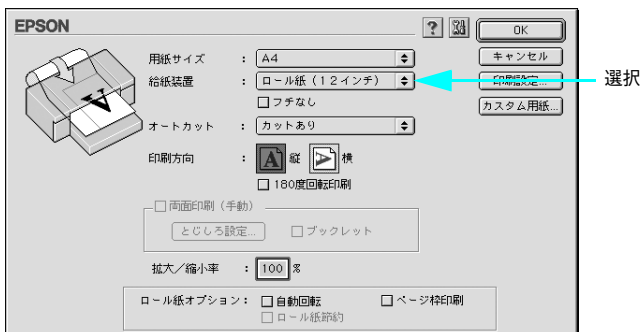 EPSON
? OK
用紙サイズ : A4 キャンセル
給紙装置 : ロール紙（12インチ） 印刷設定... 選択
フチなし カスタム用紙...
オートカット : カットあり
印刷方向 : A 縦 A 横
180度回転印刷
両面印刷（手動）
とじしろ設定... ブックレット
拡大／縮小率 : 100 %
ロール紙オプション： 自動回転 ページ枠印刷
ロール紙節約